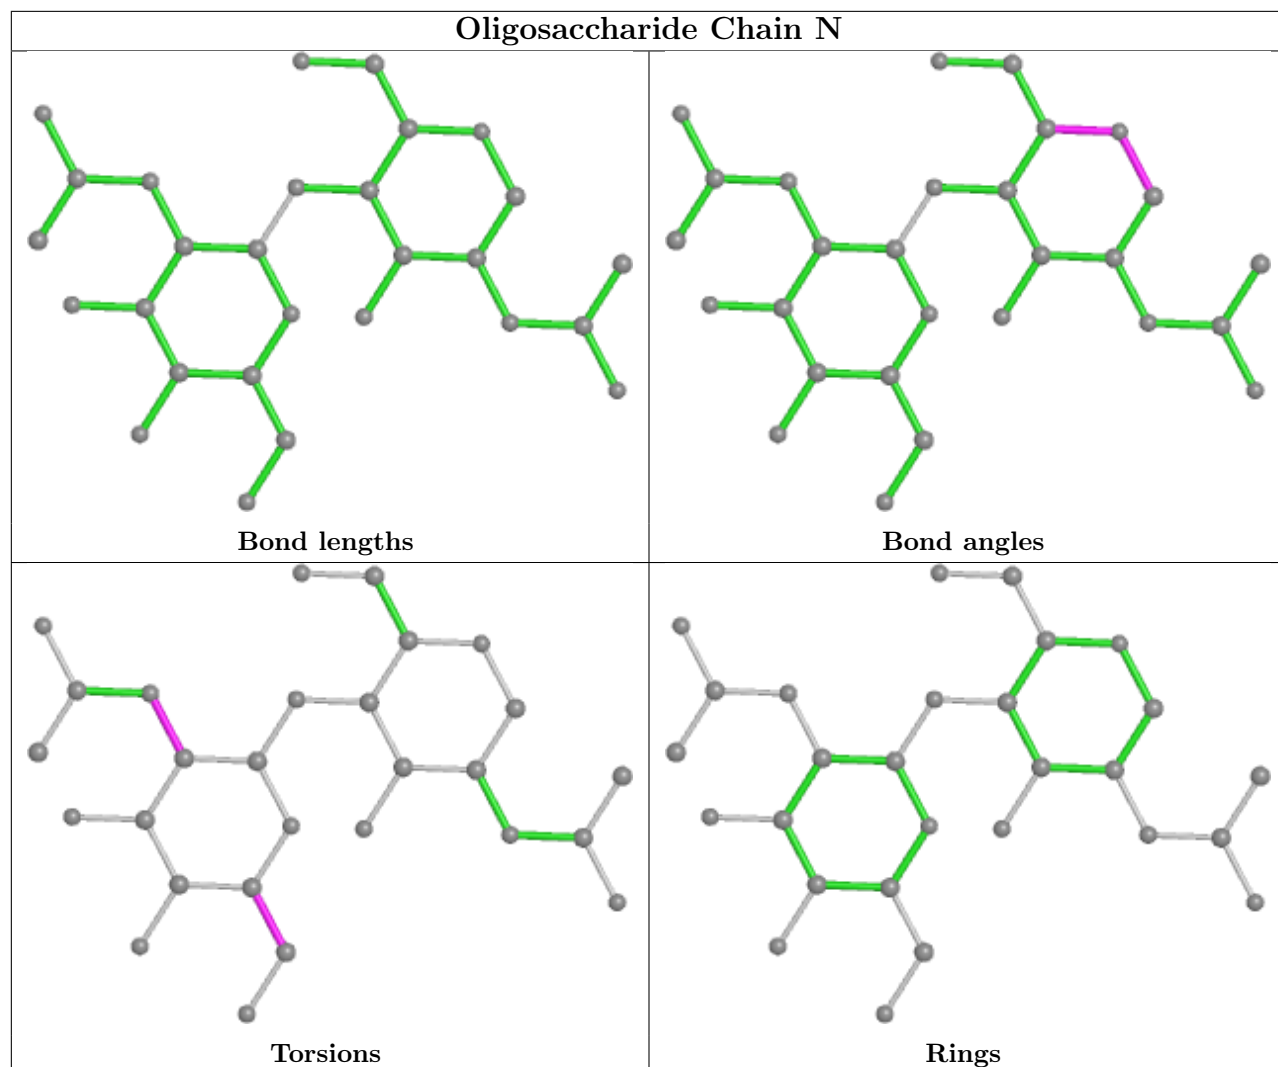 Oligosaccharide Chain N
Bond lengths
Bond angles
Torsions
Rings